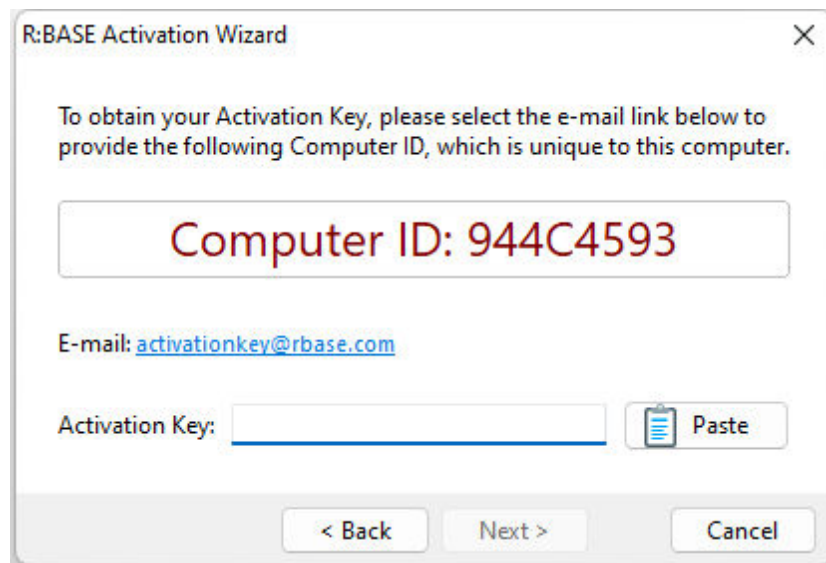 R:BASE Activation Wizard
To obtain your Activation Key, please select the e-mail link below to
provide the following Computer ID, which is unique to this computer.
Computer ID: 944C4593
E-mail: activationkey@rbase.com
Activation Key:
Paste
< Back
Next >
Cancel